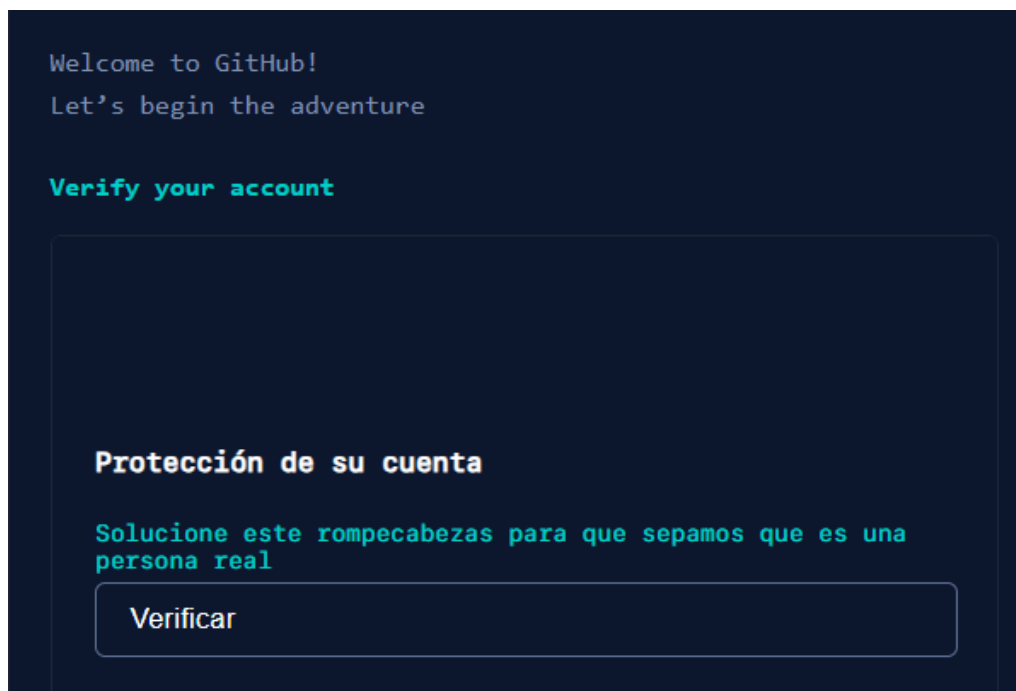 Welcome to GitHub!
Let’s begin the adventure
Verify your account
Protección de su cuenta
Solucione este rompecabezas para que sepamos que es una
persona real
Verificar